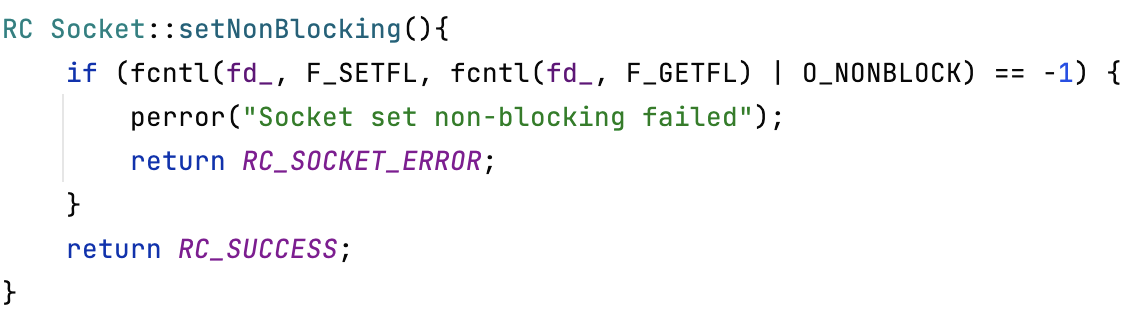 RC Socket::setNonBlocking(){
    if (fcntl(fd_, F_SETFL, fcntl(fd_, F_GETFL) | O_NONBLOCK) == -1) {
        perror("Socket set non-blocking failed");
        return RC_SOCKET_ERROR;
    }
    return RC_SUCCESS;
}